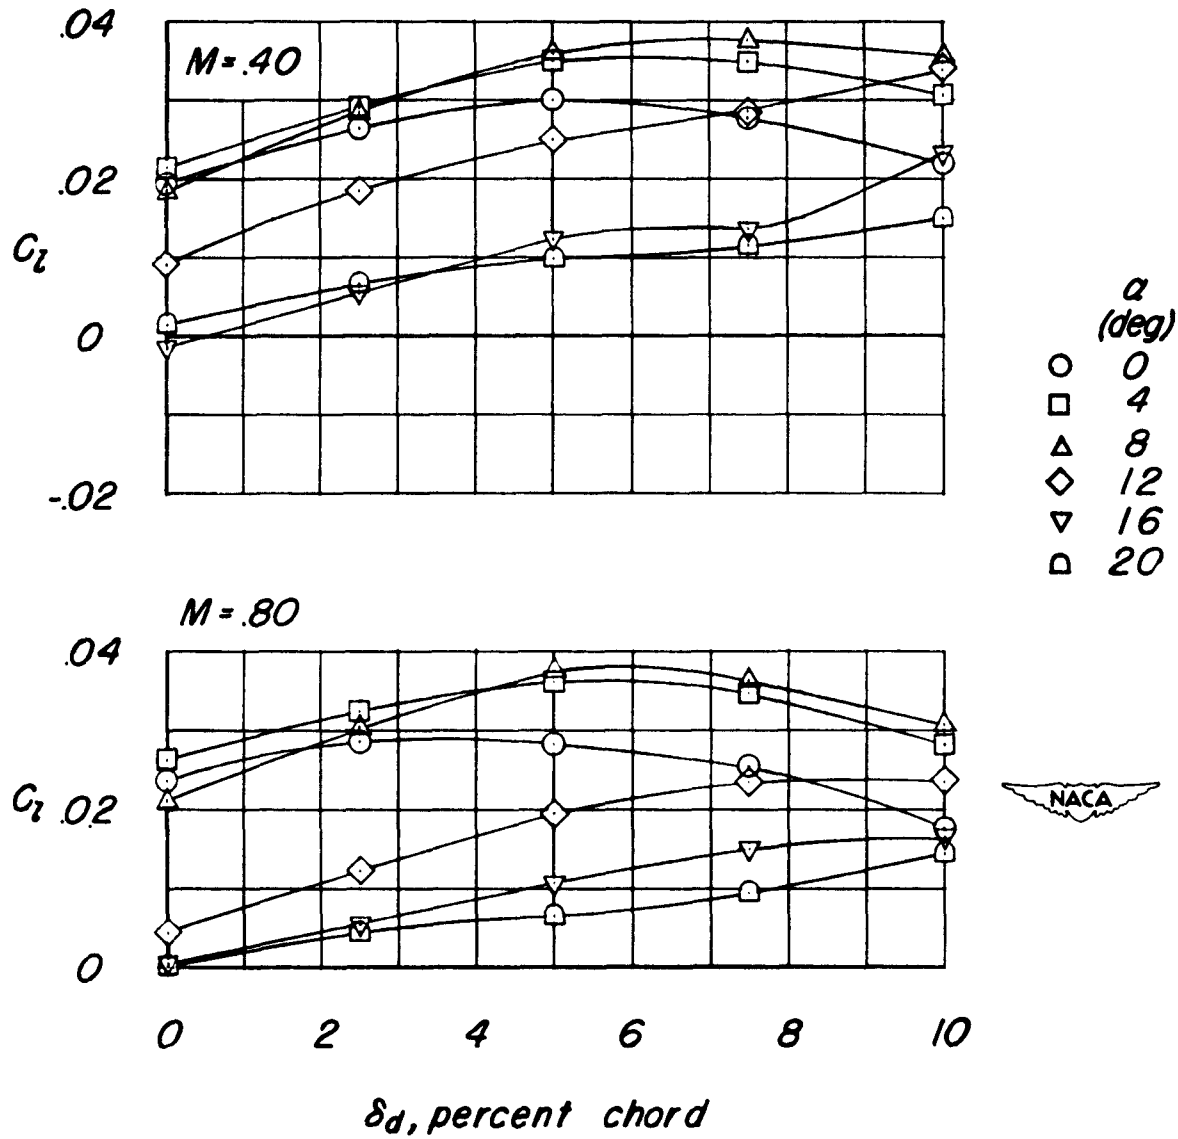 .04
M = .40
.02
C_l
0
-.02
α
(deg)
0
4
8
12
16
20
M = .80
.04
C_l .02
NACA
0
0 2 4 6 8 10
δ_d, percent chord